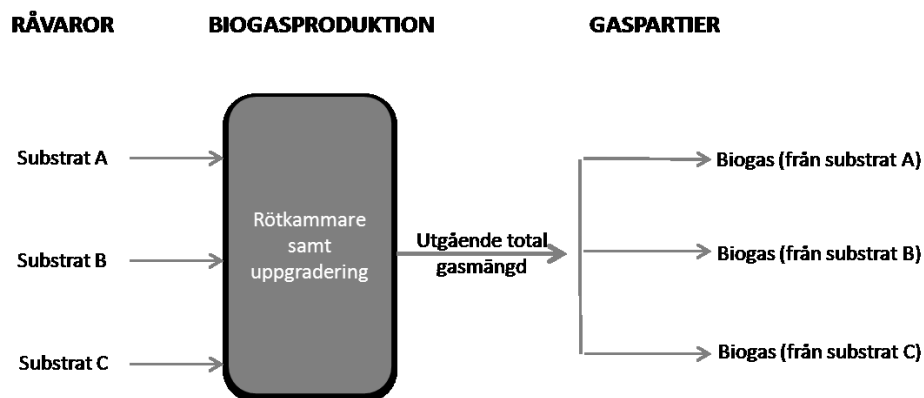 RÅVAROR BIOGASPRODUKTION GASPARTIER
Substrat A
Substrat B
Substrat C
Rötkammare
samt
uppgradering
Utgående total
gasmängd
Biogas (från substrat A)
Biogas (från substrat B)
Biogas (från substrat C)